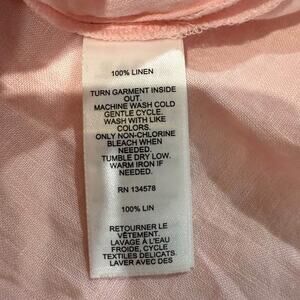 100% LINEN
TURN GARMENT INSIDE
OUT.
MACHINE WASH COLD
GENTLE CYCLE.
WASH WITH LIKE
COLORS.
ONLY NON-CHLORINE
BLEACH WHEN
NEEDED.
TUMBLE DRY LOW.
WARM IRON IF
NEEDED.
RN 134578
100% LIN
RETOURNER LE
VÊTEMENT.
LAVAGE À L'EAU
FROIDE, CYCLE
TEXTILES DELICATS.
LAVER AVEC DES